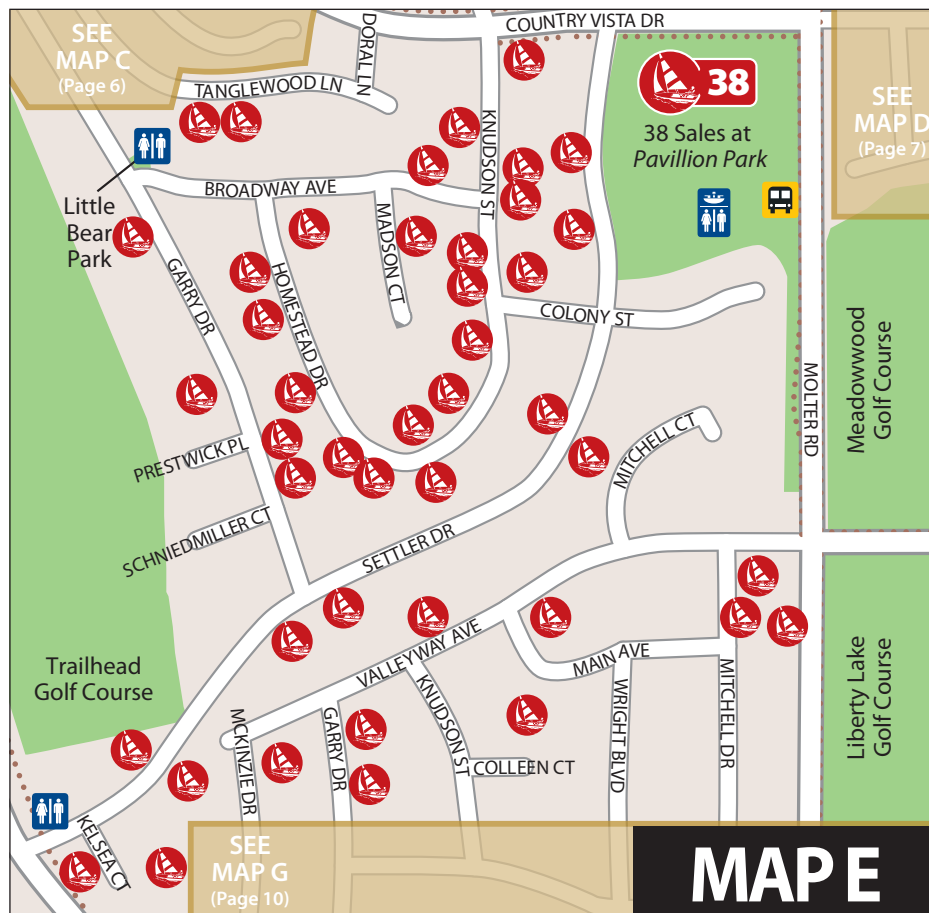 SEE
MAP C
(Page 6)
DORAL LN
COUNTRY VISTA DR
TANGLEWOOD LN
KNUDSON ST
38
38 Sales at
Pavillion Park
SEE
MAP D
(Page 7)
Little
Bear
Park
BROADWAY AVE
MADSON CT
GARRY DR
HOMESTEAD DR
COLONY ST
MOLTER RD
Meadowwood
Golf Course
PRESTWICK PL
MITCHELL CT
SCHNIEDMILLER CT
SETTLER DR
Trailhead
Golf Course
VALLEYWAY AVE
MAIN AVE
KNUDSON ST
WRIGHT BLVD
MITCHELL DR
Liberty Lake
Golf Course
MCKINZIE DR
GARRY DR
COLLEEN CT
KELSEA CT
SEE
MAP G
(Page 10)
MAP E